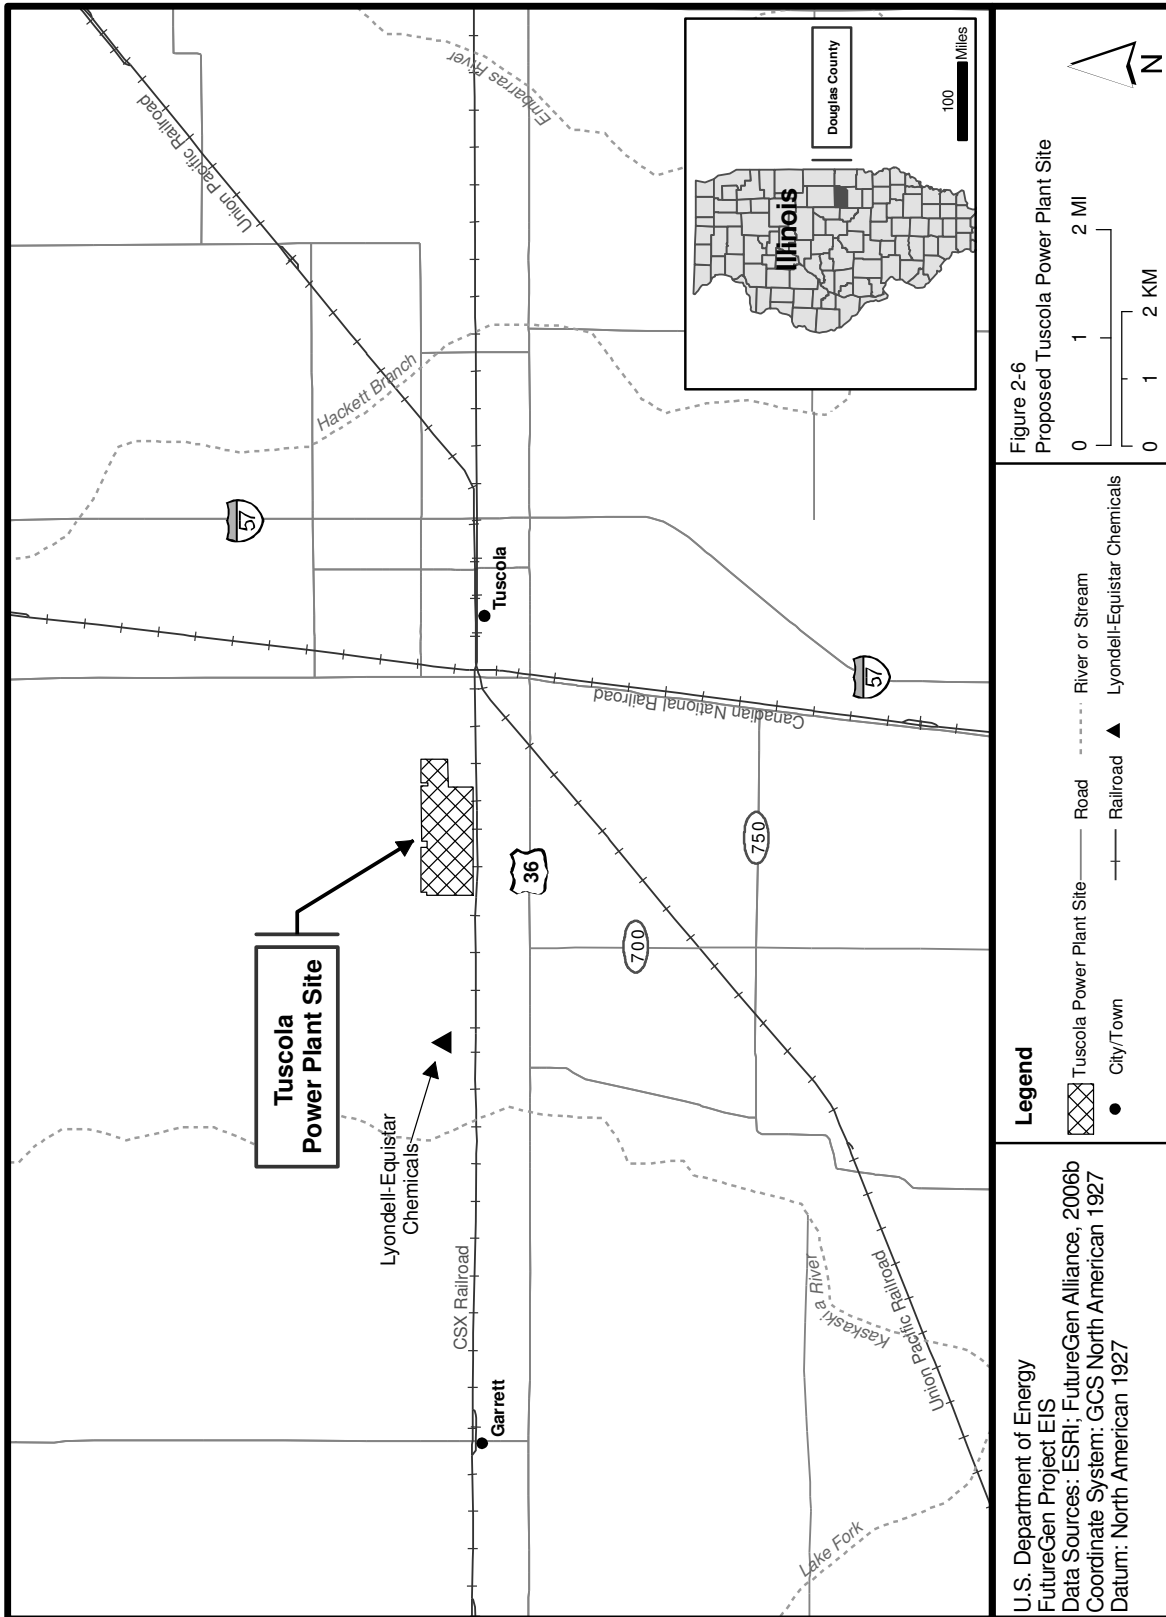 Tuscola
Power Plant Site
Lyondell-Equistar
Chemicals
CSX Railroad
Garrett
Tuscola
Union Pacific Railroad
Hackett Branch
Embarras River
57
57
36
700
750
Canadian National Railroad
Kaskaskia River
Union Pacific Railroad
Lake Fork
Illinois
Douglas County
100
Miles
U.S. Department of Energy
FutureGen Project EIS
Data Sources: ESRI; FutureGen Alliance, 2006b
Coordinate System: GCS North American 1927
Datum: North American 1927
Legend
Tuscola Power Plant Site
Road
River or Stream
City/Town
Railroad
Lyondell-Equistar Chemicals
Figure 2-6
Proposed Tuscola Power Plant Site
0 1 2 MI
0 1 2 KM
N